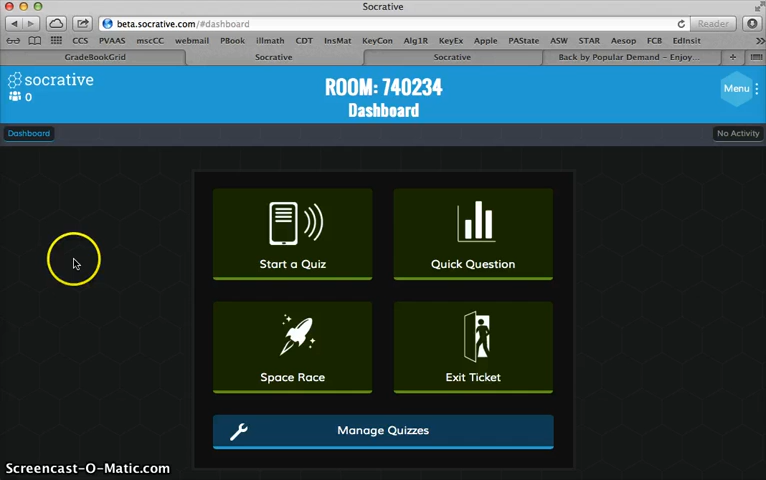 Socrative
beta.socrative.com/#dashboard
Reader
CCS PVAAS mscCC webmail PBook illmath CDT InsMat KeyCon Alg1R KeyEx Apple PAState ASW STAR Aesop FCB EdInsit
GradeBookGrid Socrative Socrative Back by Popular Demand – Enjoy...
socrative
0
ROOM: 740234
Dashboard
Menu
Dashboard
No Activity
Start a Quiz
Quick Question
Space Race
Exit Ticket
Manage Quizzes
Screencast-O-Matic.com